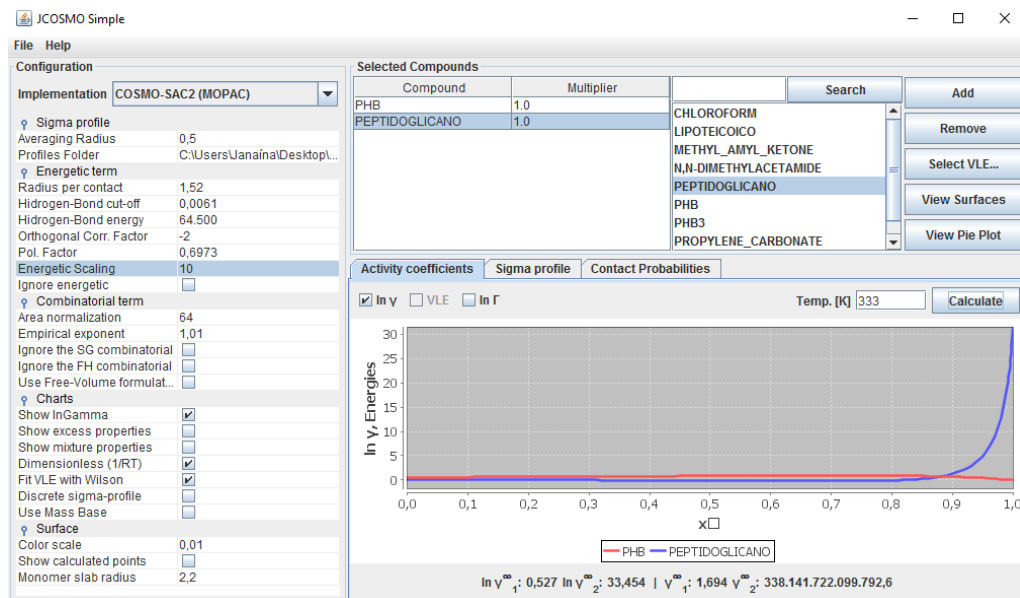 JCOSMO Simple
File Help
Configuration
Implementation COSMO-SAC2 (MOPAC)
Sigma profile
Averaging Radius 0,5
Profiles Folder C:\Users\Janaína\Desktop\...
Energetic term
Radius per contact 1,52
Hidrogen-Bond cut-off 0,0061
Hidrogen-Bond energy 64.500
Orthogonal Corr. Factor -2
Pol. Factor 0,6973
Energetic Scaling 10
Ignore energetic
Combinatorial term
Area normalization 64
Empirical exponent 1,01
Ignore the SG combinatorial
Ignore the FH combinatorial
Use Free-Volume formulat...
Charts
Show lnGamma
Show excess properties
Show mixture properties
Dimensionless (1/RT)
Fit VLE with Wilson
Discrete sigma-profile
Use Mass Base
Surface
Color scale 0,01
Show calculated points
Monomer slab radius 2,2
Selected Compounds
Compound Multiplier
PHB 1.0
PEPTIDOGLICANO 1.0
Search
CHLOROFORM
LIPOTEICOICO
METHYL_AMYL_KETONE
N,N-DIMETHYLACETAMIDE
PEPTIDOGLICANO
PHB
PHB3
PROPYLENE_CARBONATE
Add
Remove
Select VLE...
View Surfaces
View Pie Plot
Activity coefficients Sigma profile Contact Probabilities
ln γ VLE ln Γ Temp. [K] 333 Calculate
ln γ, Energies
30
25
20
15
10
5
0
0,0 0,1 0,2 0,3 0,4 0,5 0,6 0,7 0,8 0,9 1,0
x□
PHB PEPTIDOGLICANO
ln γ∞1: 0,527 ln γ∞2: 33,454 | γ∞1: 1,694 γ∞2: 338.141.722.099.792,6